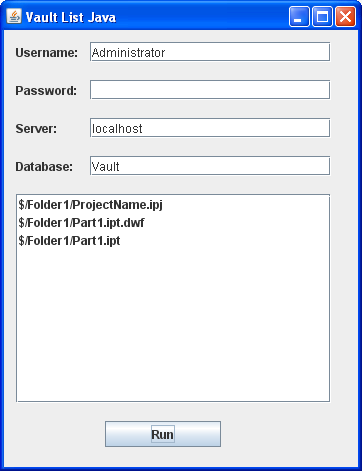 Vault List Java
Username: Administrator
Password:
Server: localhost
Database: Vault
$/Folder1/ProjectName.ipj
$/Folder1/Part1.ipt.dwf
$/Folder1/Part1.ipt
Run